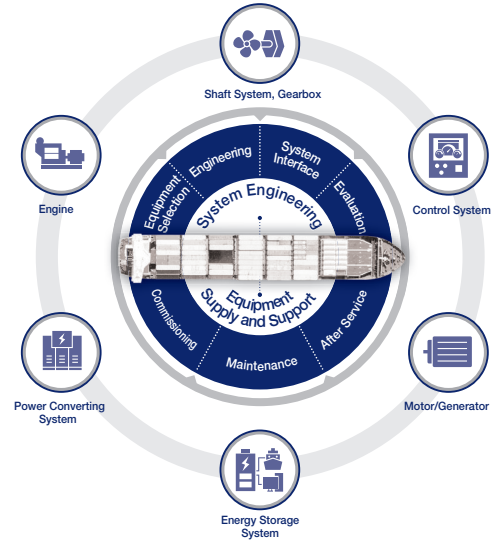 Shaft System, Gearbox
Engine
Control System
Equipment
Selection
Engineering
System
Interface
Evaluation
System Engineering
Equipment
Supply and Support
Commissioning
Maintenance
After Service
Power Converting
System
Motor/Generator
Energy Storage
System